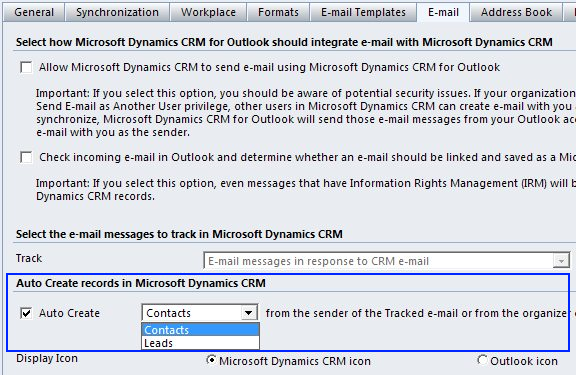 General Synchronization Workplace Formats E-mail Templates E-mail Address Book
Select how Microsoft Dynamics CRM for Outlook should integrate e-mail with Microsoft Dynamics CRM
Allow Microsoft Dynamics CRM to send e-mail using Microsoft Dynamics CRM for Outlook
Important: If you select this option, you should be aware of potential security issues. If your organization
Send E-mail as Another User privilege, other users in Microsoft Dynamics CRM can create e-mail with you
synchronize, Microsoft Dynamics CRM for Outlook will send those e-mail messages from your Outlook
e-mail with you as the sender.
Check incoming e-mail in Outlook and determine whether an e-mail should be linked and saved as a
Important: If you select this option, even messages that have Information Rights Management (IRM) will
Dynamics CRM records.
Select the e-mail messages to track in Microsoft Dynamics CRM
Track E-mail messages in response to CRM e-mail
Auto Create records in Microsoft Dynamics CRM
Auto Create Contacts from the sender of the Tracked e-mail or from the organizer
Contacts
Leads
Display Icon Microsoft Dynamics CRM icon Outlook icon